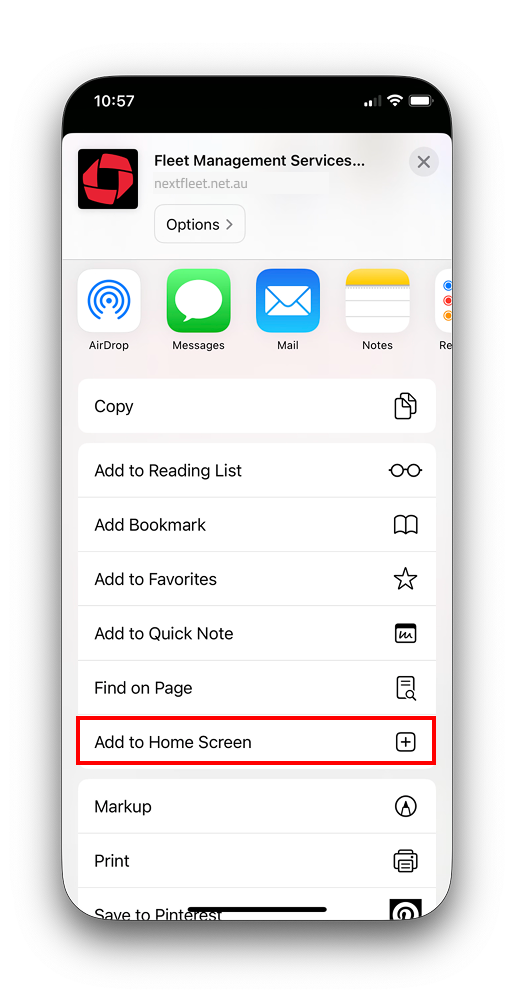 10:57
Fleet Management Services...
nextfleet.net.au
Options
AirDrop
Messages
Mail
Notes
Re
Copy
Add to Reading List
Add Bookmark
Add to Favorites
Add to Quick Note
Find on Page
Add to Home Screen
Markup
Print
Save to Pinterest